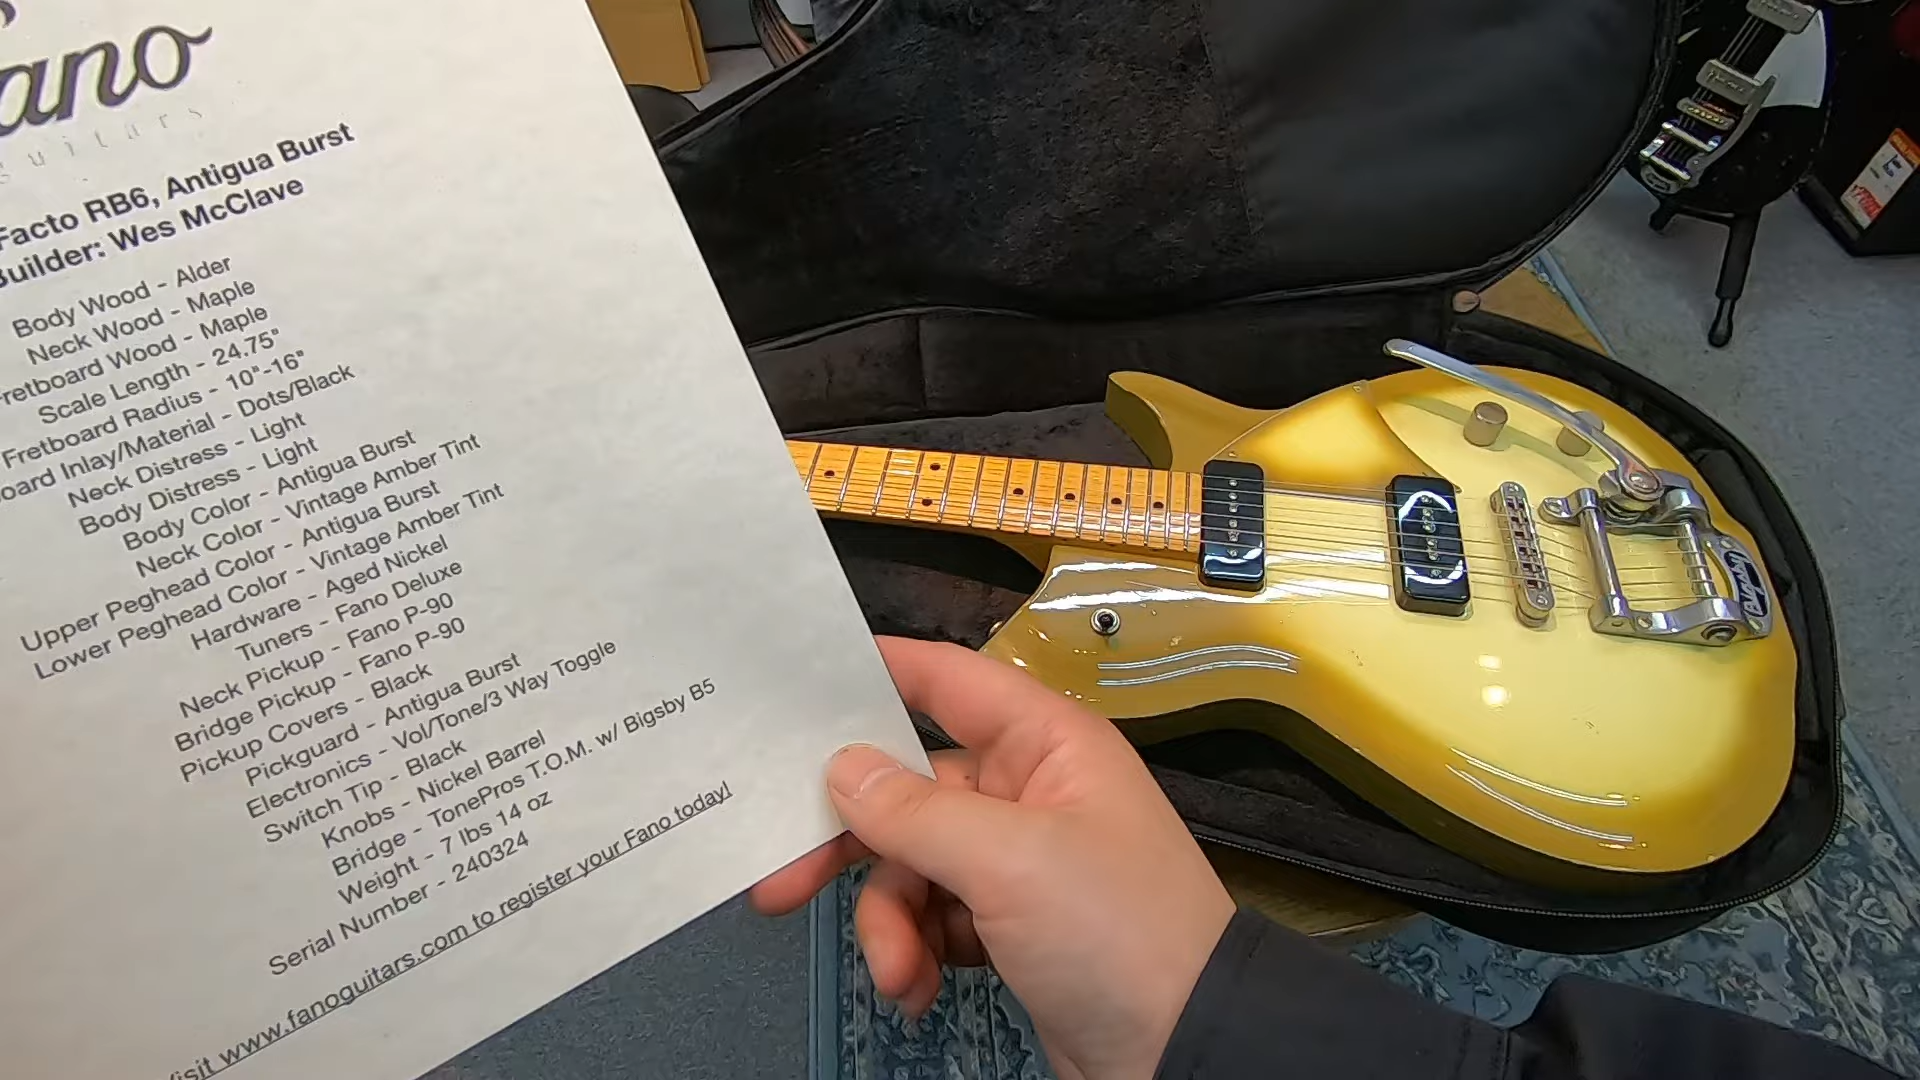 ano
guitars
Facto RB6, Antigua Burst
Builder: Wes McClave
Body Wood - Alder
Neck Wood - Maple
retboard Wood - Maple
Scale Length - 24.75"
Fretboard Radius - 10"-16"
oard Inlay/Material - Dots/Black
Neck Distress - Light
Body Distress - Light
Body Color - Antigua Burst
Neck Color - Vintage Amber Tint
Upper Peghead Color - Antigua Burst
Lower Peghead Color - Vintage Amber Tint
Hardware - Aged Nickel
Tuners - Fano Deluxe
Neck Pickup - Fano P-90
Bridge Pickup - Fano P-90
Pickup Covers - Black
Pickguard - Antigua Burst
Electronics - Vol/Tone/3 Way Toggle
Switch Tip - Black
Knobs - Nickel Barrel
Bridge - TonePros T.O.M. w/ Bigsby B5
Weight - 7 lbs 14 oz
Serial Number - 240324
isit www.fanoguitars.com to register your Fano today!
Bigsby